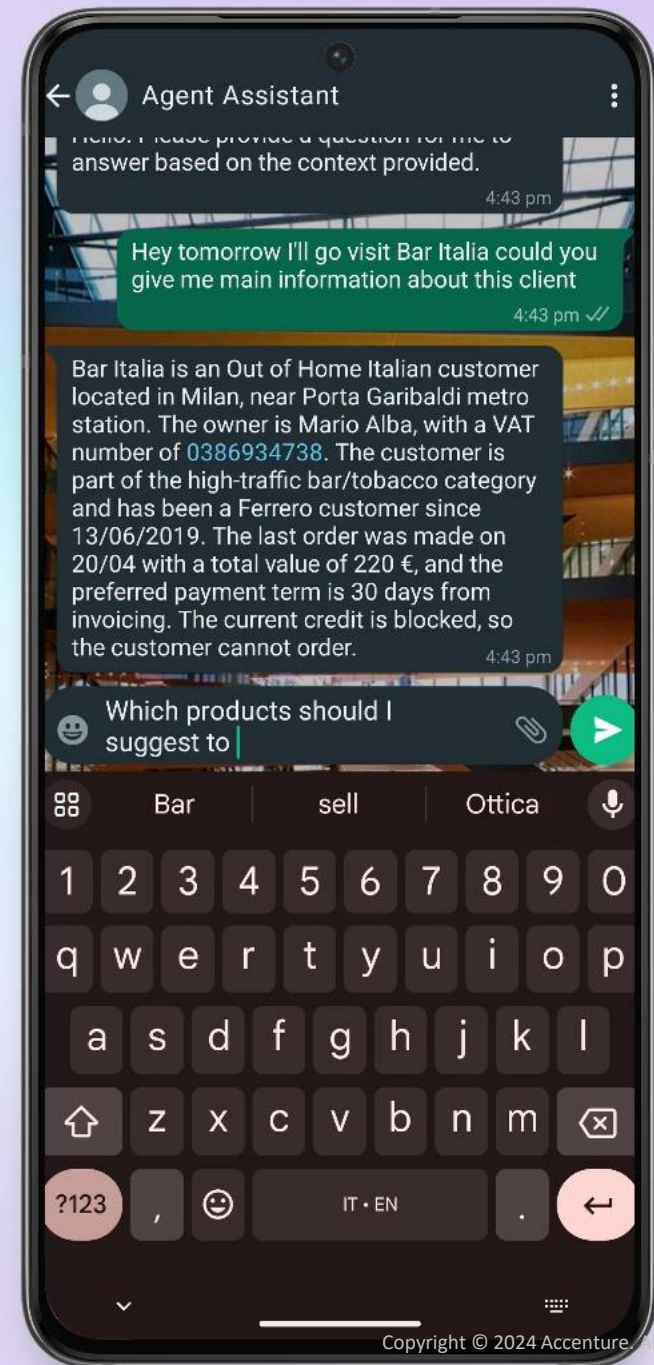 Agent Assistant
answer based on the context provided.
4:43 pm
Hey tomorrow I'll go visit Bar Italia could you
give me main information about this client
4:43 pm
Bar Italia is an Out of Home Italian customer
located in Milan, near Porta Garibaldi metro
station. The owner is Mario Alba, with a VAT
number of 0386934738. The customer is
part of the high-traffic bar/tobacco category
and has been a Ferrero customer since
13/06/2019. The last order was made on
20/04 with a total value of 220 €, and the
preferred payment term is 30 days from
invoicing. The current credit is blocked, so
the customer cannot order.
4:43 pm
Which products should I
suggest to
Bar sell Ottica
1 2 3 4 5 6 7 8 9 0
q w e r t y u i o p
a s d f g h j k l
z x c v b n m
?123 , IT • EN .
Copyright © 2024 Accenture.